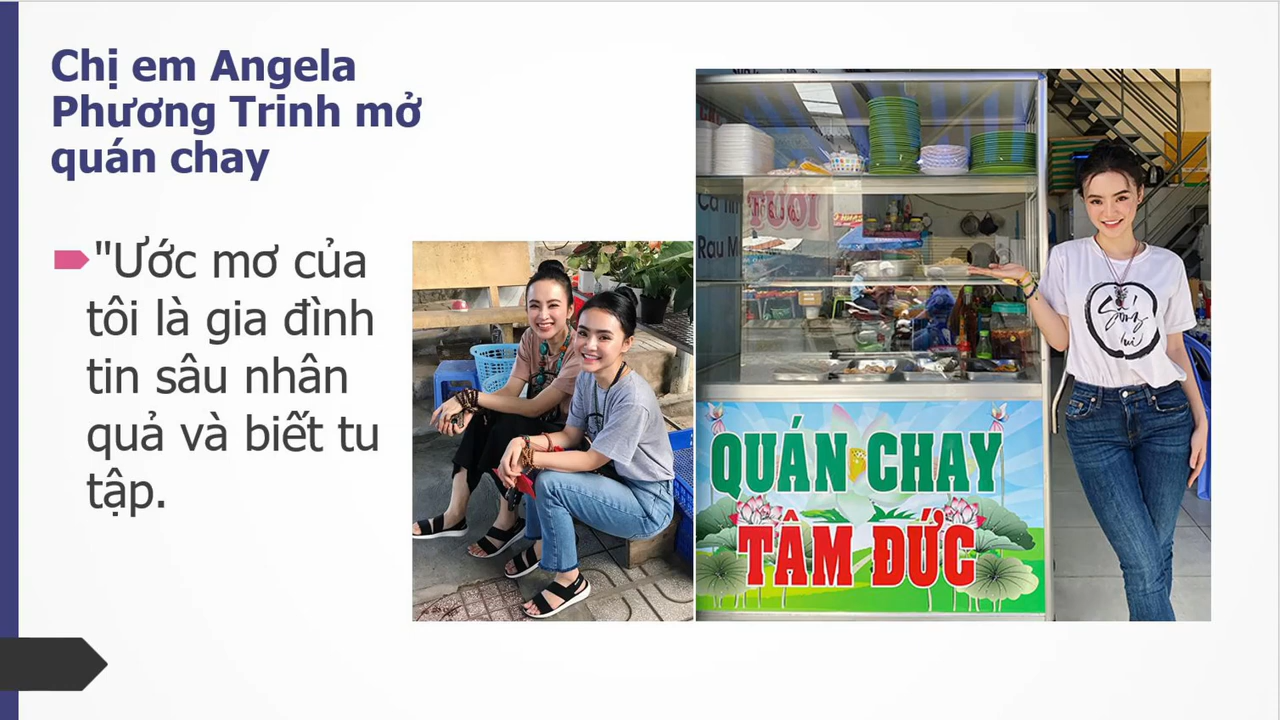 Chị em Angela
Phương Trinh mở
quán chay
"Ước mơ của
tôi là gia đình
tin sâu nhân
quả và biết tu
tập.
QUÁN CHAY
TÂM ĐỨC
Rau M